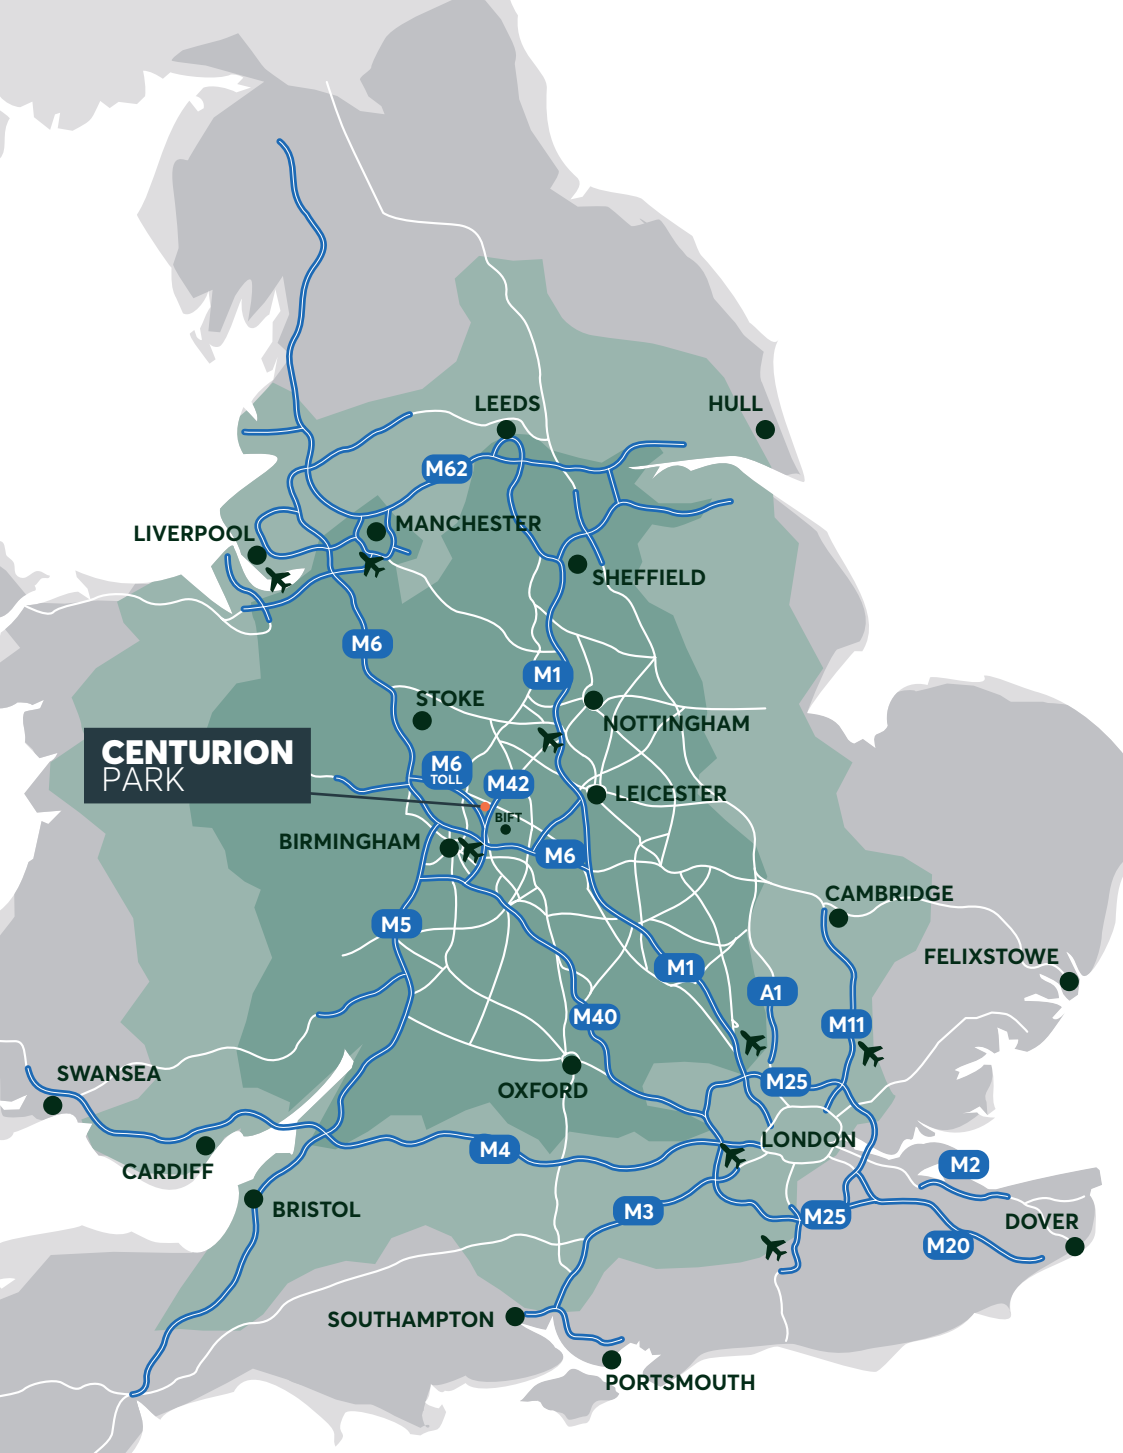 LEEDS
HULL
M62
LIVERPOOL
MANCHESTER
SHEFFIELD
M6
M1
STOKE
NOTTINGHAM
CENTURION
PARK
M6
TOLL
M42
LEICESTER
BIFT
BIRMINGHAM
M6
CAMBRIDGE
M5
FELIXSTOWE
M1
A1
M40
M11
SWANSEA
OXFORD
M25
LONDON
M4
CARDIFF
M2
BRISTOL
M3
M25
DOVER
M20
SOUTHAMPTON
PORTSMOUTH